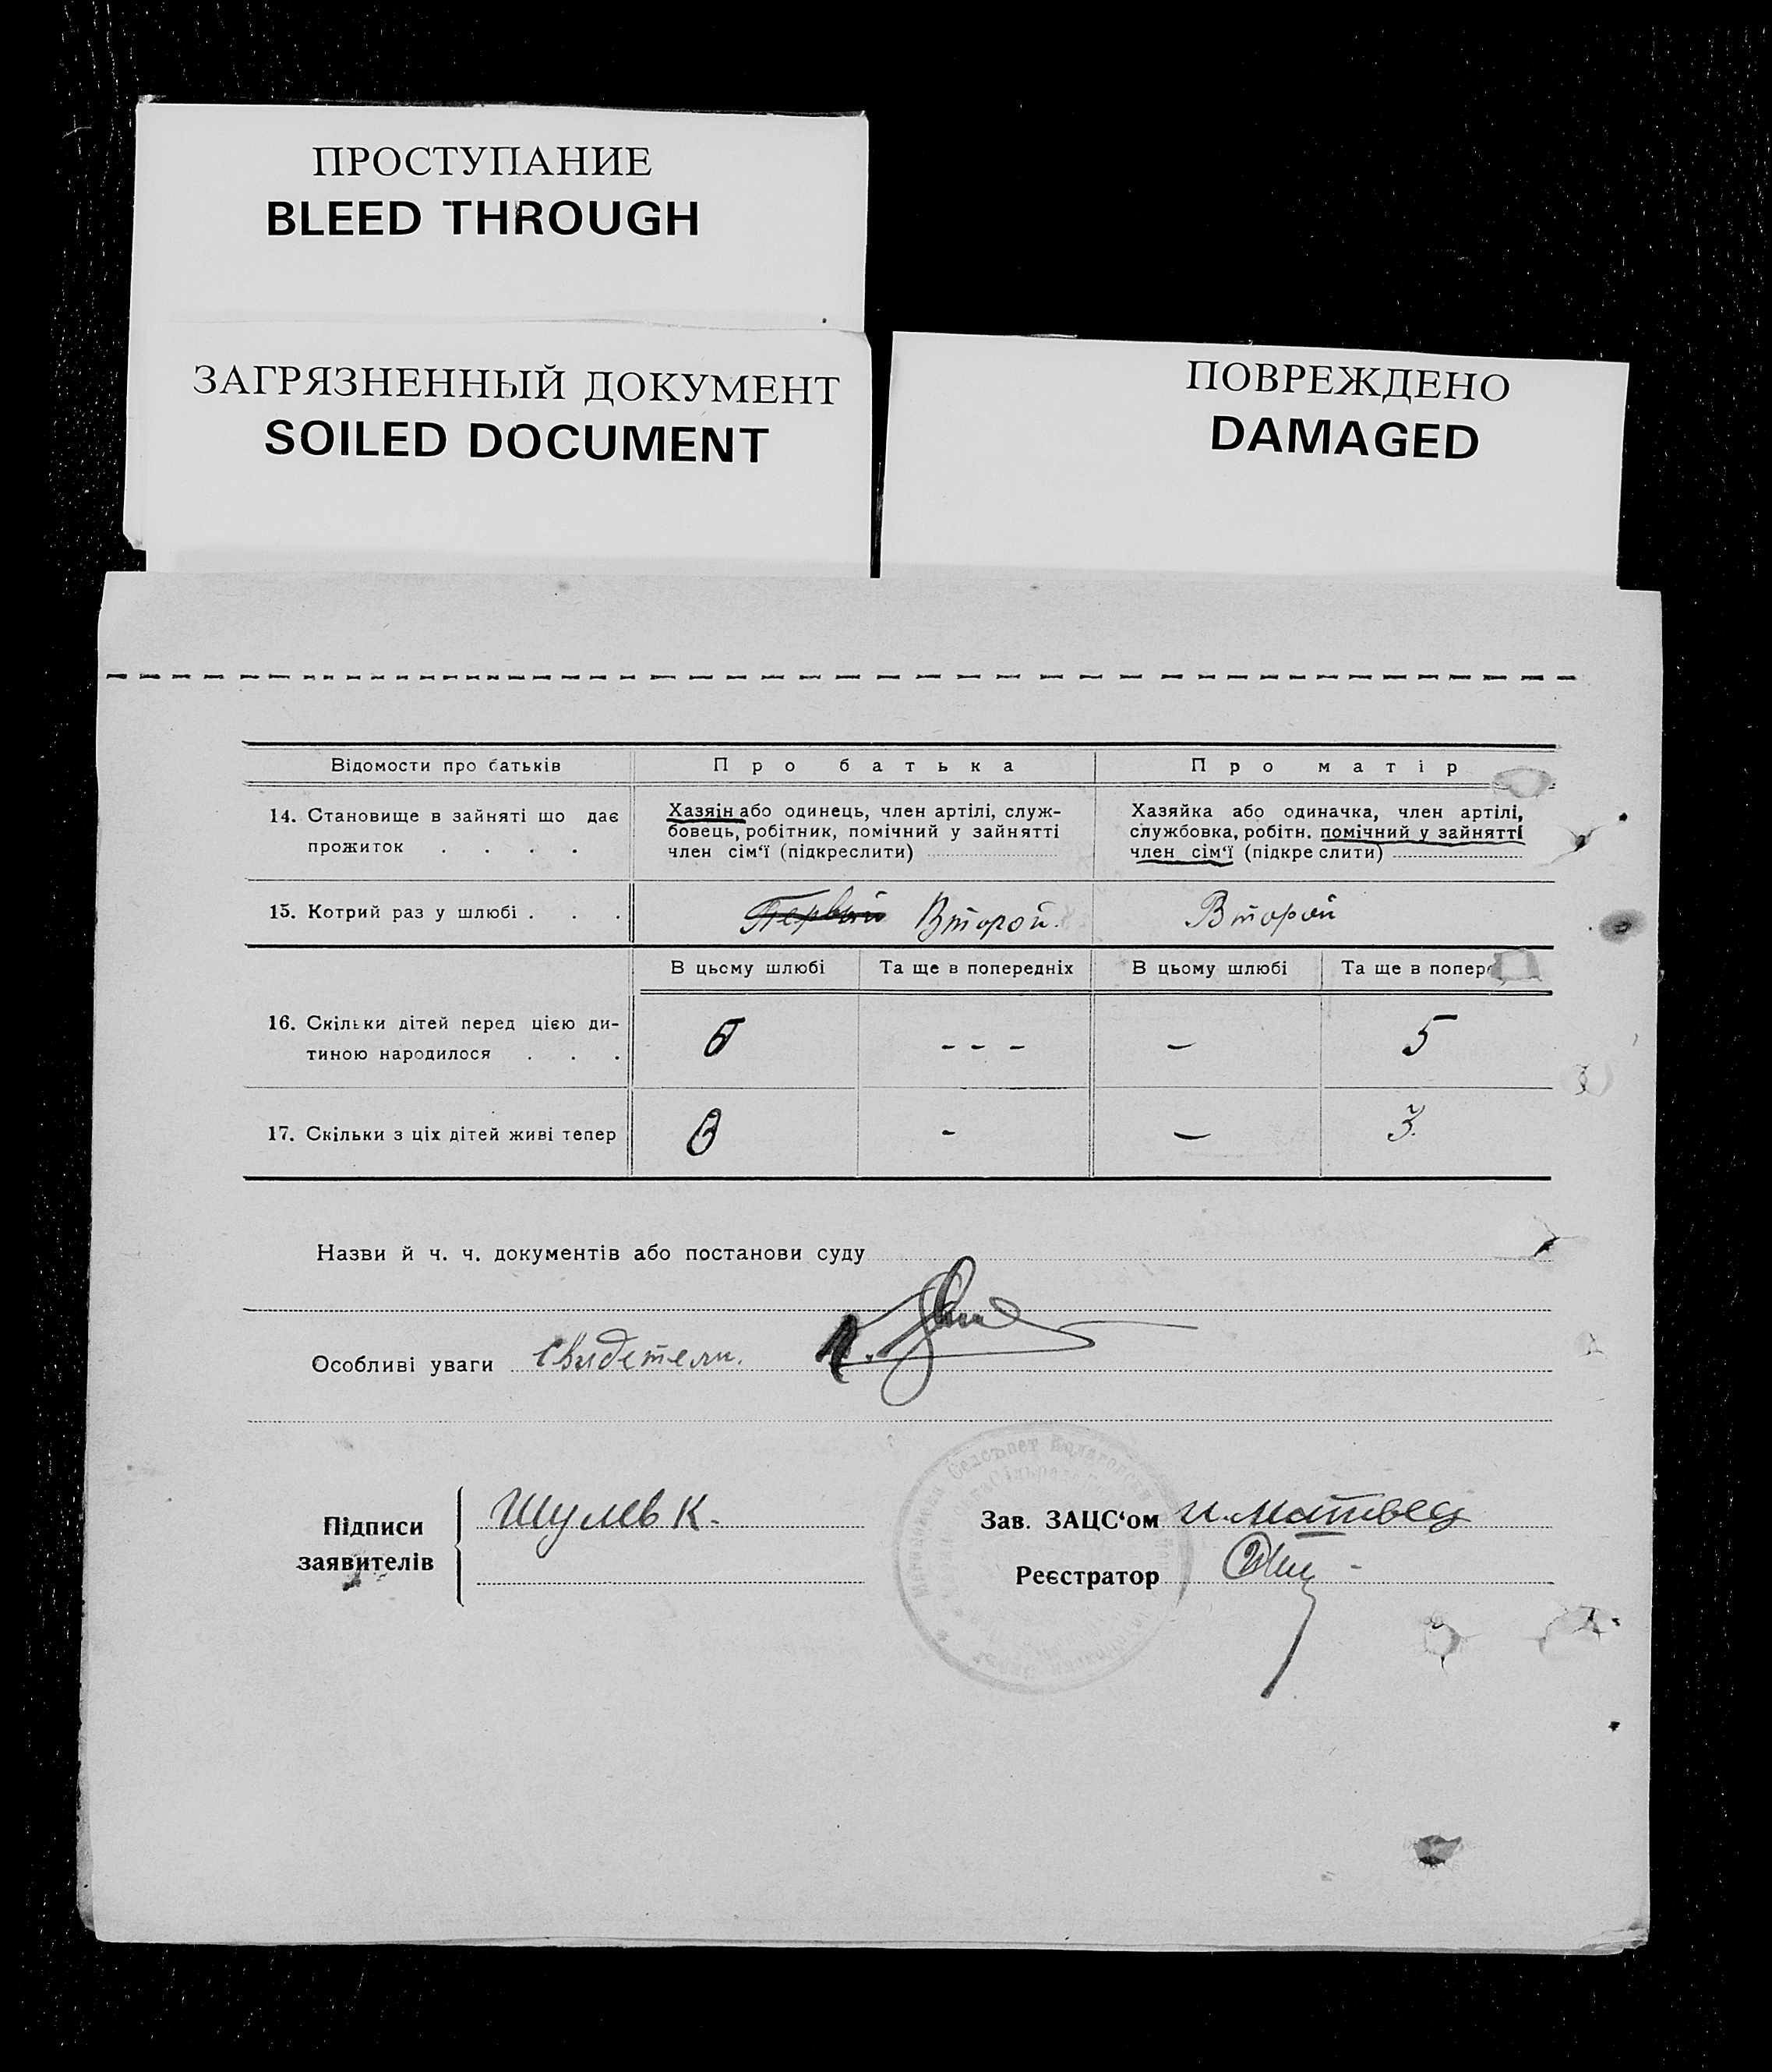 ПРОСТУПАНИЕ
BLEED THROUGH
ЗАГРЯЗНЕННЫЙ ДОКУМЕНТ
SOILED DOCUMENT
ПОВРЕЖДЕНО
DAMAGED
Відомости про батьків
Про батька
Про матір
14. Становище в зайняті що дає
прожиток . . . .
Хазяін або одинець, член артілі, служ-
бовець, робітник, помічний у зайнятті
член сім‘ї (підкреслити)
Хазяйка або одиначка, член артілі,
службовка, робітн. помічний у зайнятті
член сім‘ї (підкреслити)
15. Котрий раз у шлюбі . . .
Первый Второй.
Второй
В цьому шлюбі
Та ще в попередніх
В цьому шлюбі
Та ще в попер
16. Скільки дітей перед цією ди-
тиною народилося . . .
- - -
—
5
17. Скільки з ціх дітей живі тепер
-
—
3.
Назви й ч. ч. документів або постанови суду
Особливі уваги свидетели.
Підписи
заявителів
Шулев К.
Зав. ЗАЦС‘ом И. Матвец
Реєстратор